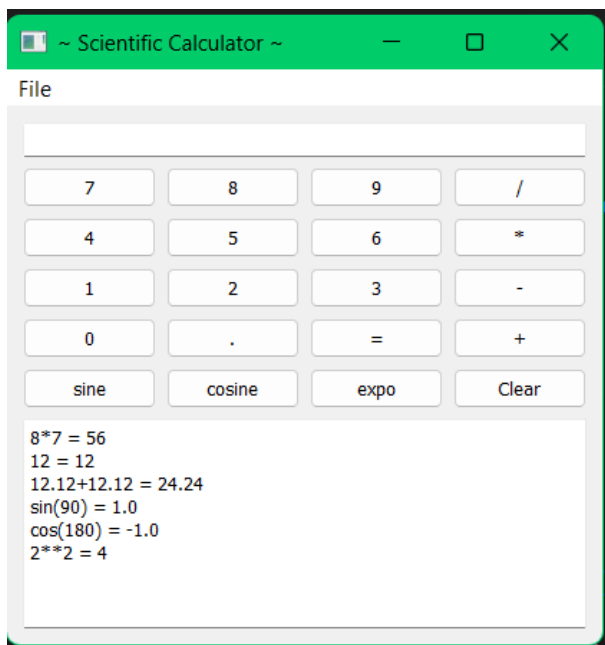 ~ Scientific Calculator ~
File
7 8 9 /
4 5 6 *
1 2 3 -
0 . = +
sine cosine expo Clear
8*7 = 56
12 = 12
12.12+12.12 = 24.24
sin(90) = 1.0
cos(180) = -1.0
2**2 = 4